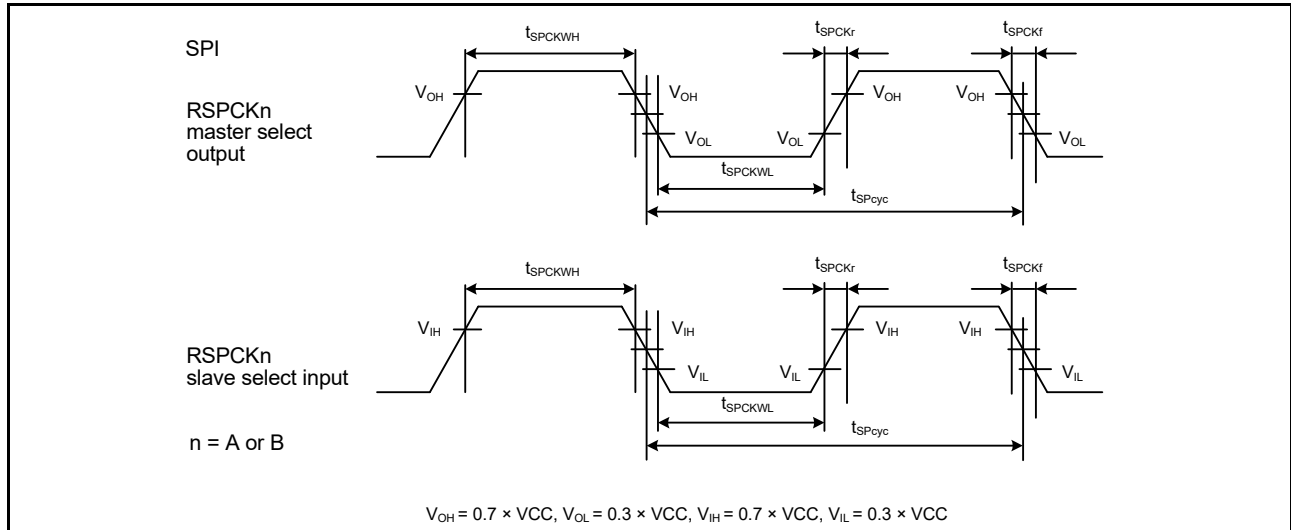 SPI
tSPCKWH
tSPCKr
tSPCKf
VOH
VOH
VOH
VOH
RSPCKn
master select
output
VOL
VOL
VOL
tSPCKWL
tSPcyc
tSPCKWH
tSPCKr
tSPCKf
VIH
VIH
VIH
VIH
RSPCKn
slave select input
VIL
VIL
VIL
tSPCKWL
tSPcyc
n = A or B
VOH = 0.7 × VCC, VOL = 0.3 × VCC, VIH = 0.7 × VCC, VIL = 0.3 × VCC